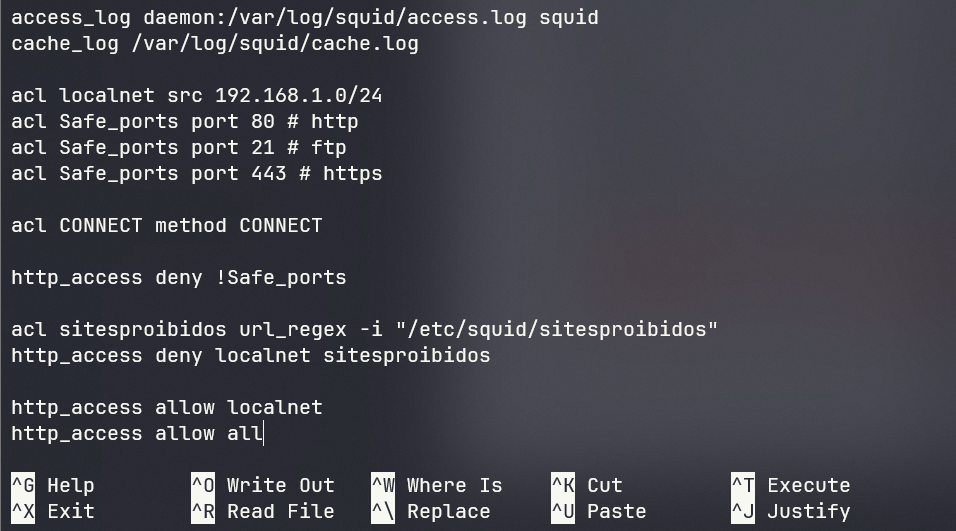 access_log daemon:/var/log/squid/access.log squid
cache_log /var/log/squid/cache.log
acl localnet src 192.168.1.0/24
acl Safe_ports port 80 # http
acl Safe_ports port 21 # ftp
acl Safe_ports port 443 # https
acl CONNECT method CONNECT
http_access deny !Safe_ports
acl sitesproibidos url_regex -i "/etc/squid/sitesproibidos"
http_access deny localnet sitesproibidos
http_access allow localnet
http_access allow all
^G Help ^O Write Out ^W Where Is ^K Cut ^T Execute
^X Exit ^R Read File ^\ Replace ^U Paste ^J Justify